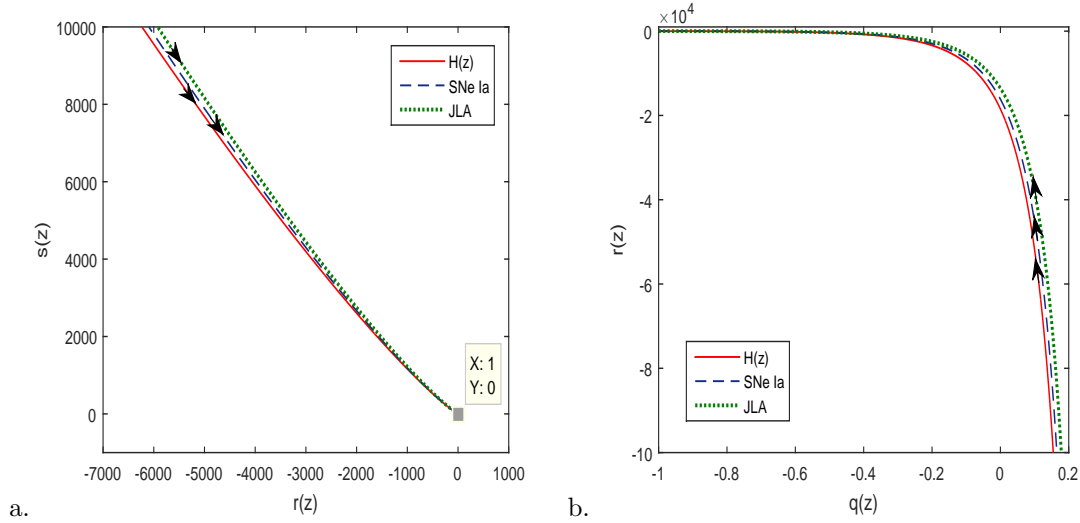 10000
8000
6000
4000
2000
0
s(z)
-7000 -6000 -5000 -4000 -3000 -2000 -1000 0 1000
r(z)
H(z)
SNe Ia
JLA
X: 1
Y: 0
a.
×10⁴
0
-2
-4
-6
-8
-10
r(z)
-1 -0.8 -0.6 -0.4 -0.2 0 0.2
q(z)
H(z)
SNe Ia
JLA
b.